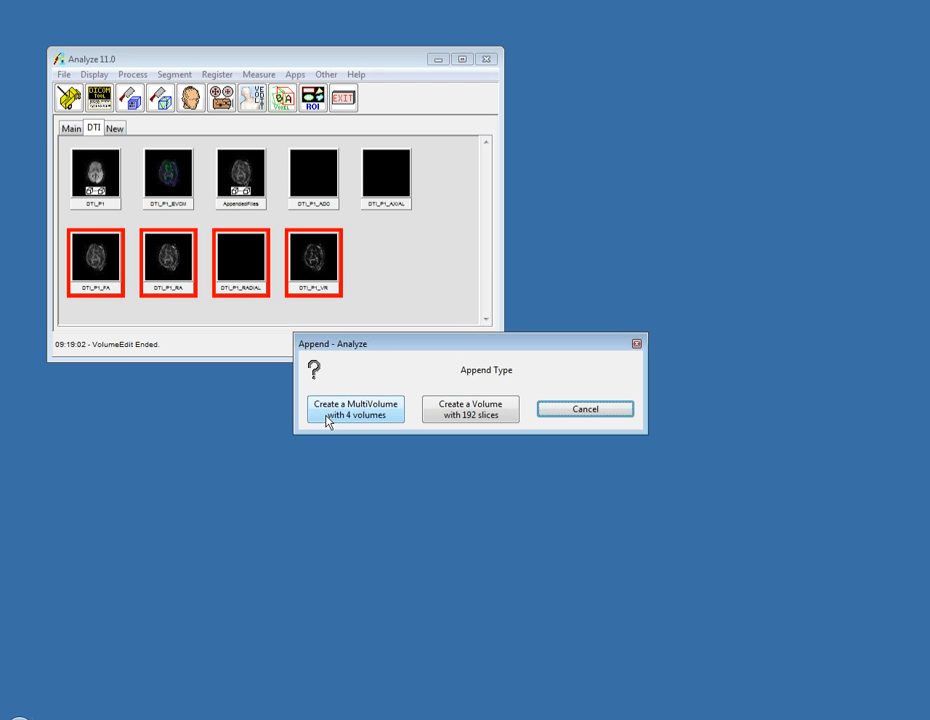 Analyze 11.0
File Display Process Segment Register Measure Apps Other Help
DICOM TOOL ROI EXIT
Main DTI New
DTI_P1 DTI_P1_EVCM AppendedFiles DTI_P1_ADC DTI_P1_AXIAL
DTI_P1_FA DTI_P1_RA DTI_P1_RADIAL DTI_P1_VR
09:19:02 - VolumeEdit Ended.
Append - Analyze
Append Type
Create a MultiVolume
with 4 volumes
Create a Volume
with 192 slices
Cancel